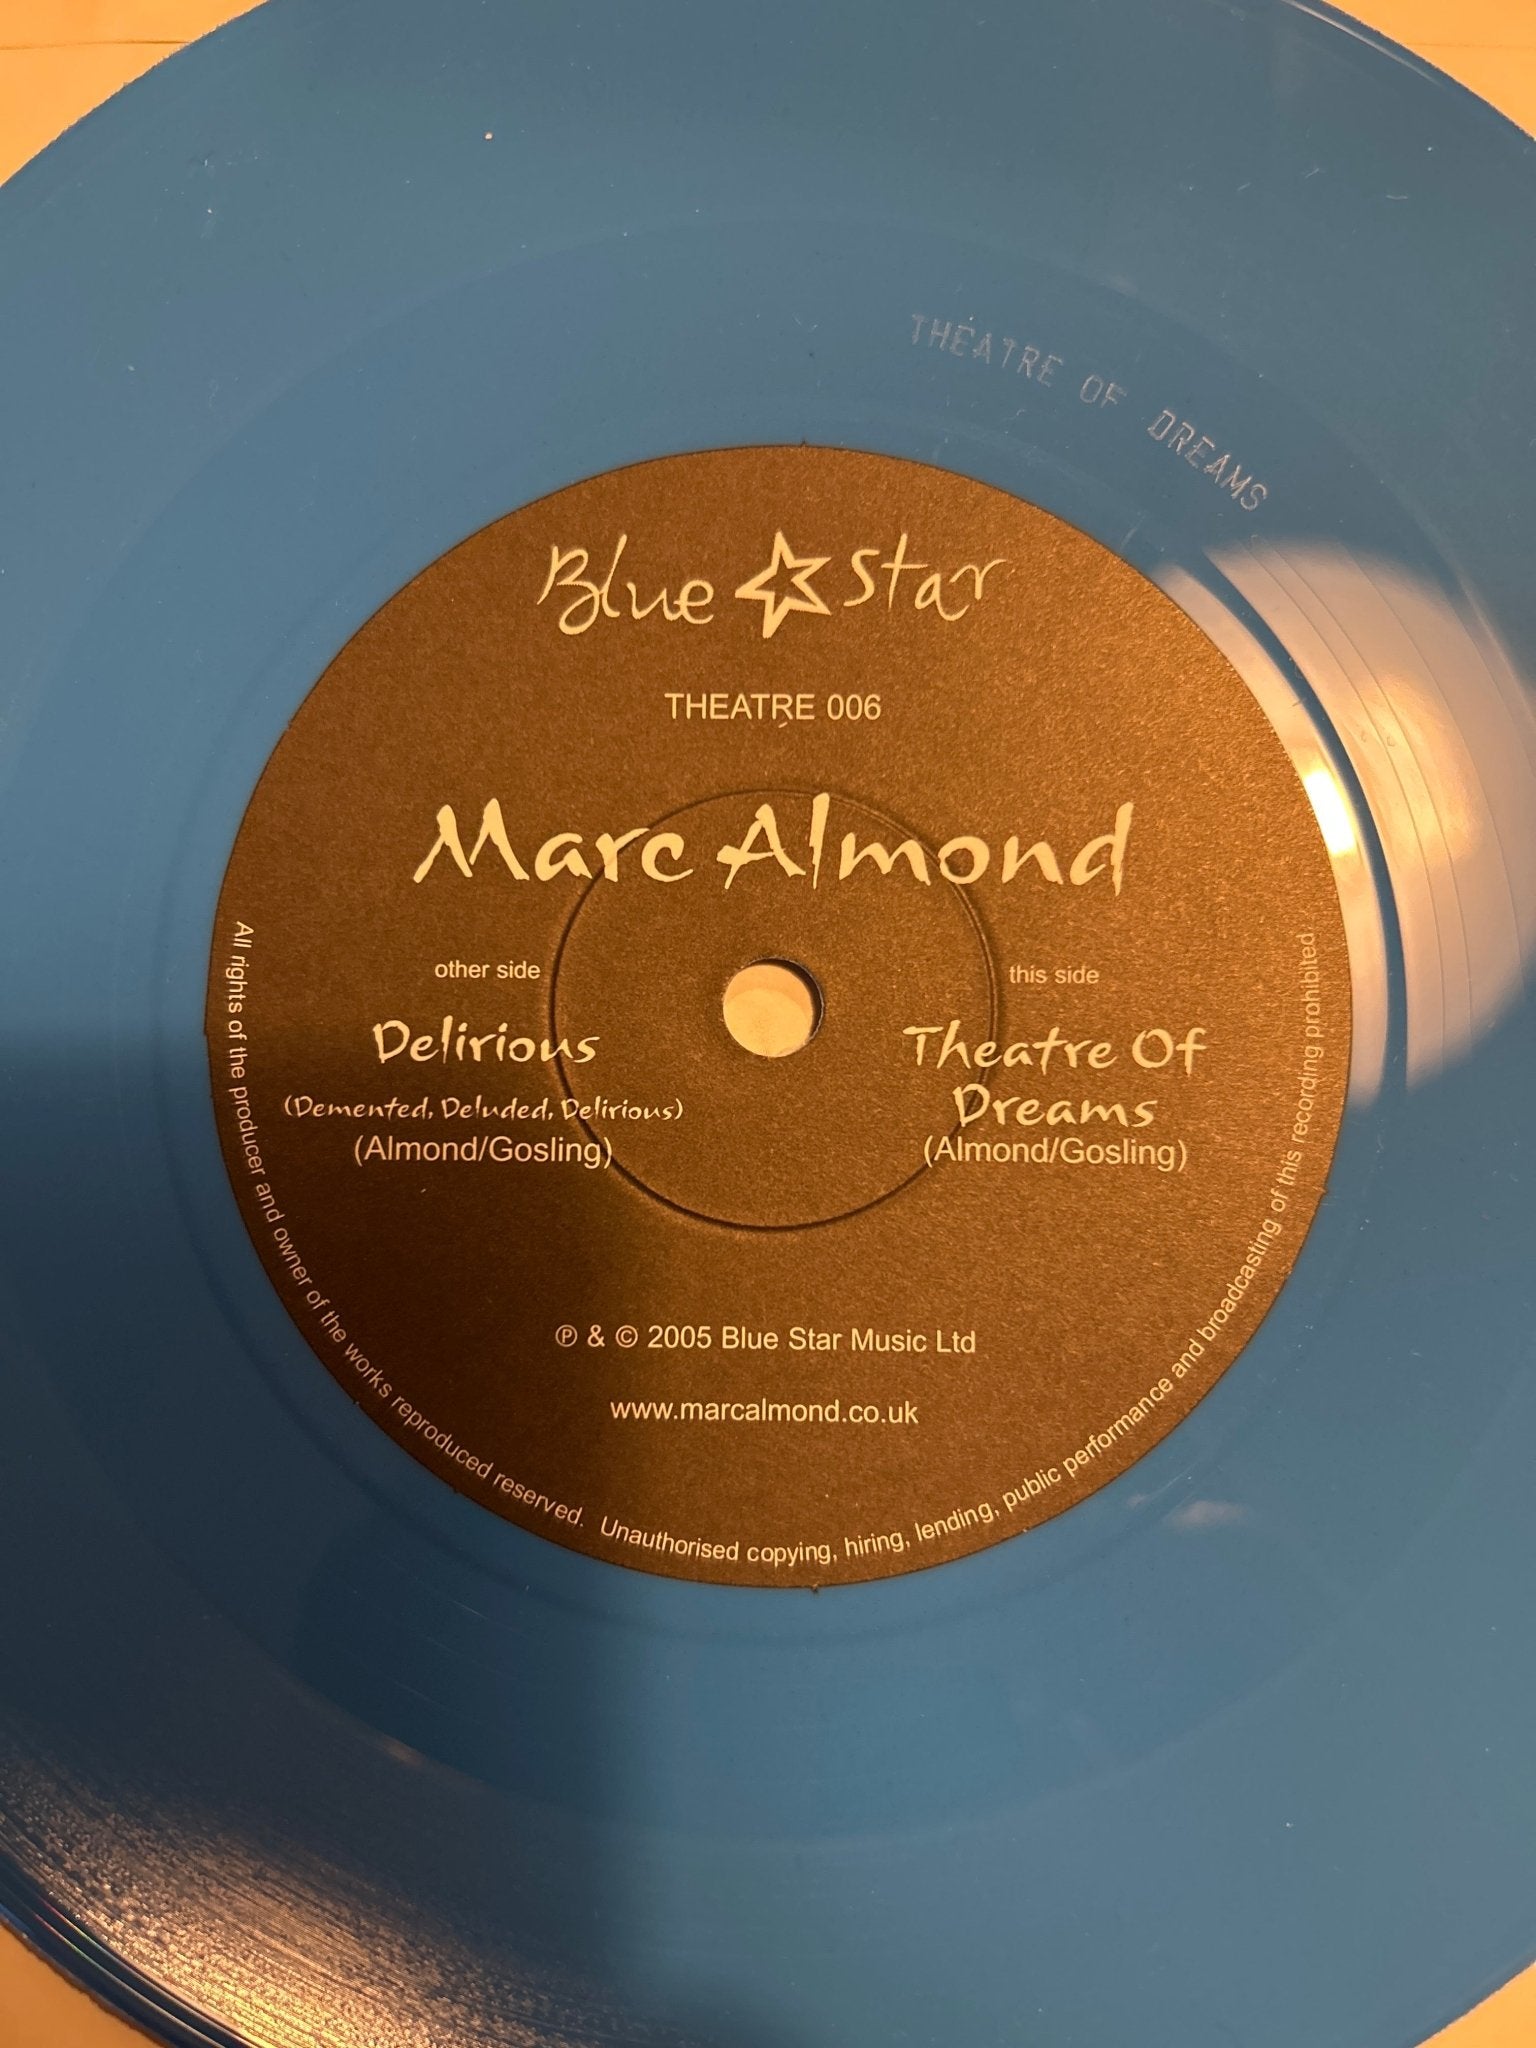 THEATRE OF DREAMS
Blue Star
THEATRE 006
Marc Almond
other side
Delirious
(Demented, Deluded, Delirious)
(Almond/Gosling)
this side
Theatre Of
Dreams
(Almond/Gosling)
℗ & © 2005 Blue Star Music Ltd
www.marcalmond.co.uk
All rights of the producer and owner of the works reproduced reserved. Unauthorised copying, hiring, lending, public performance and broadcasting of this recording prohibited.